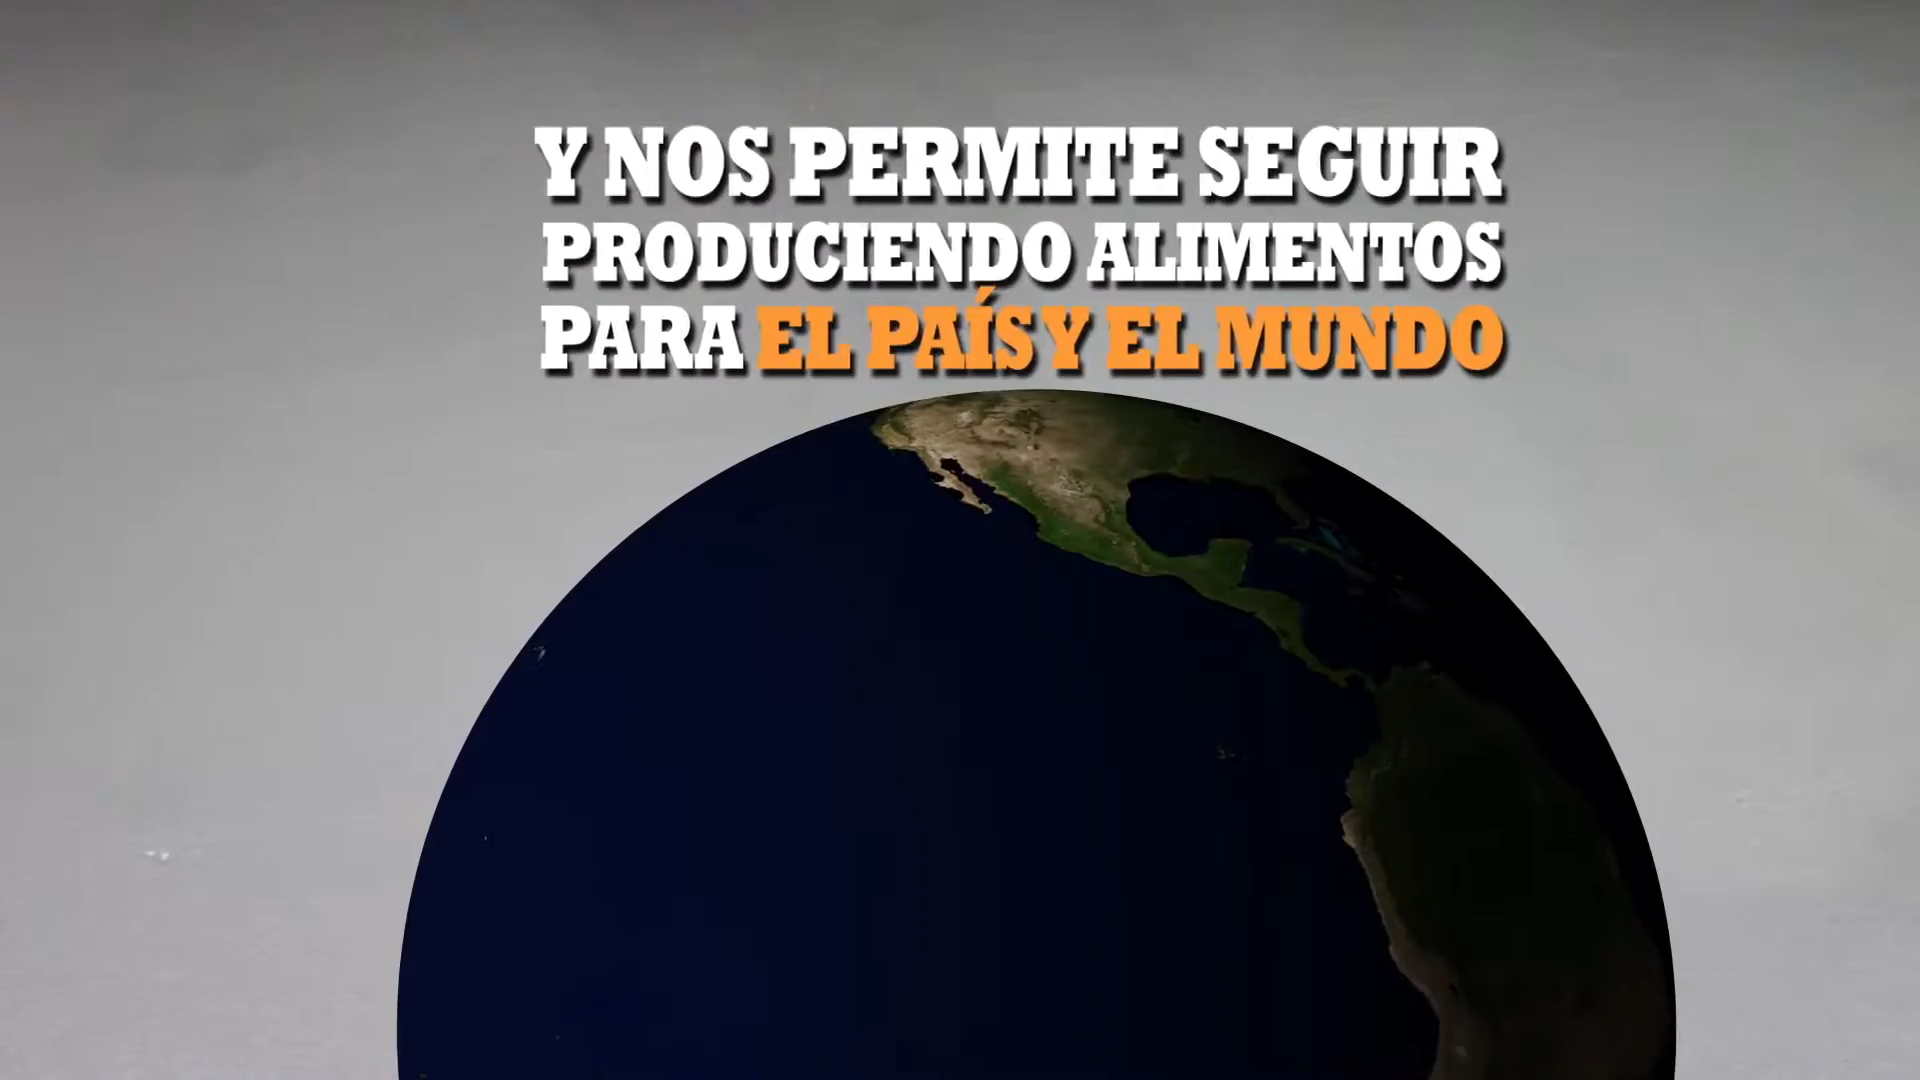 Y NOS PERMITE SEGUIR
PRODUCIENDO ALIMENTOS
PARA EL PAÍS Y EL MUNDO